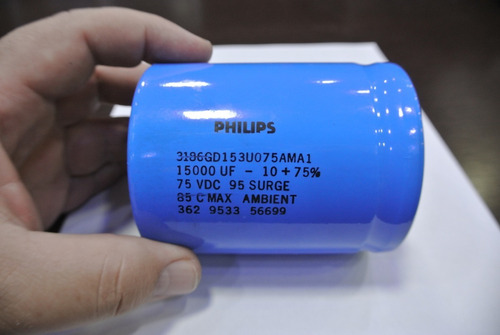 PHILIPS
3186GD153U075AMA1
15000 UF - 10 + 75%
75 VDC 95 SURGE
85 C MAX AMBIENT
362 9533 56699